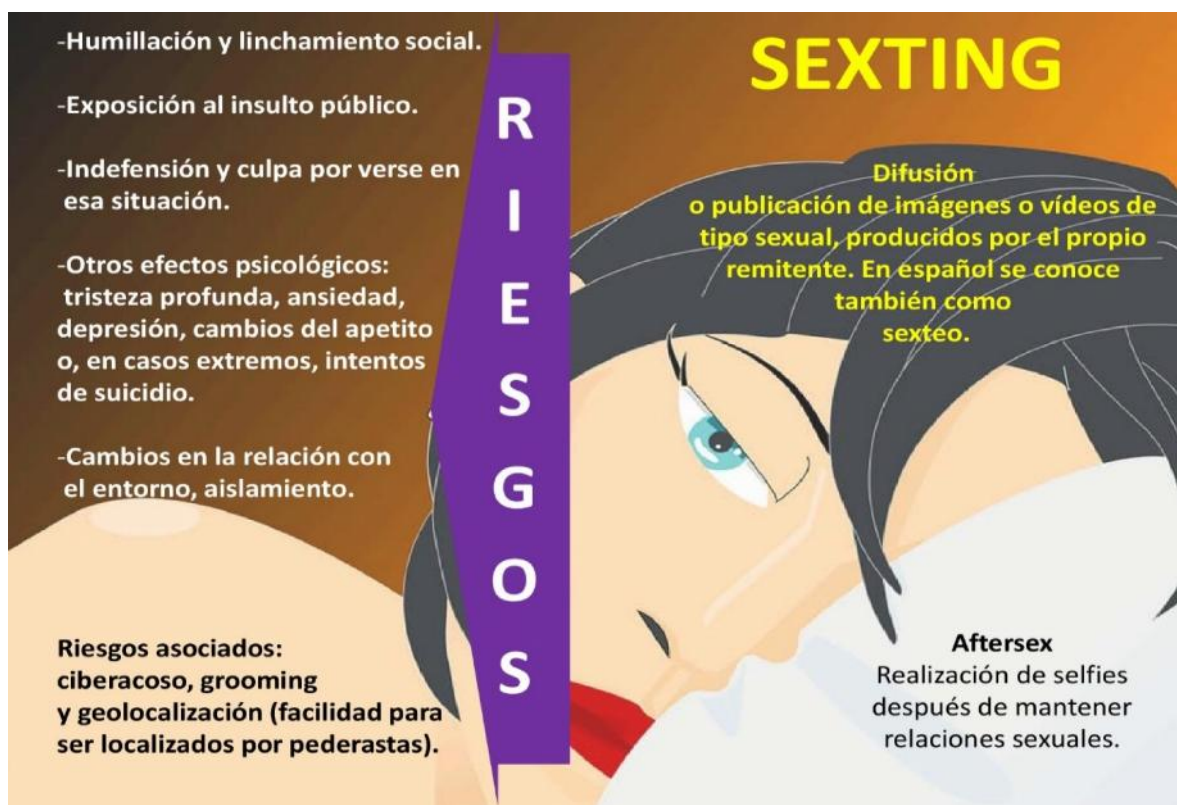 -Humillación y linchamiento social.
-Exposición al insulto público.
-Indefensión y culpa por verse en
esa situación.
-Otros efectos psicológicos:
tristeza profunda, ansiedad,
depresión, cambios del apetito
o, en casos extremos, intentos
de suicidio.
-Cambios en la relación con
el entorno, aislamiento.
Riesgos asociados:
ciberacoso, grooming
y geolocalización (facilidad para
ser localizados por pederastas).
RIESGOS
SEXTING
Difusión
o publicación de imágenes o vídeos de
tipo sexual, producidos por el propio
remitente. En español se conoce
también como
sexteo.
Aftersex
Realización de selfies
después de mantener
relaciones sexuales.